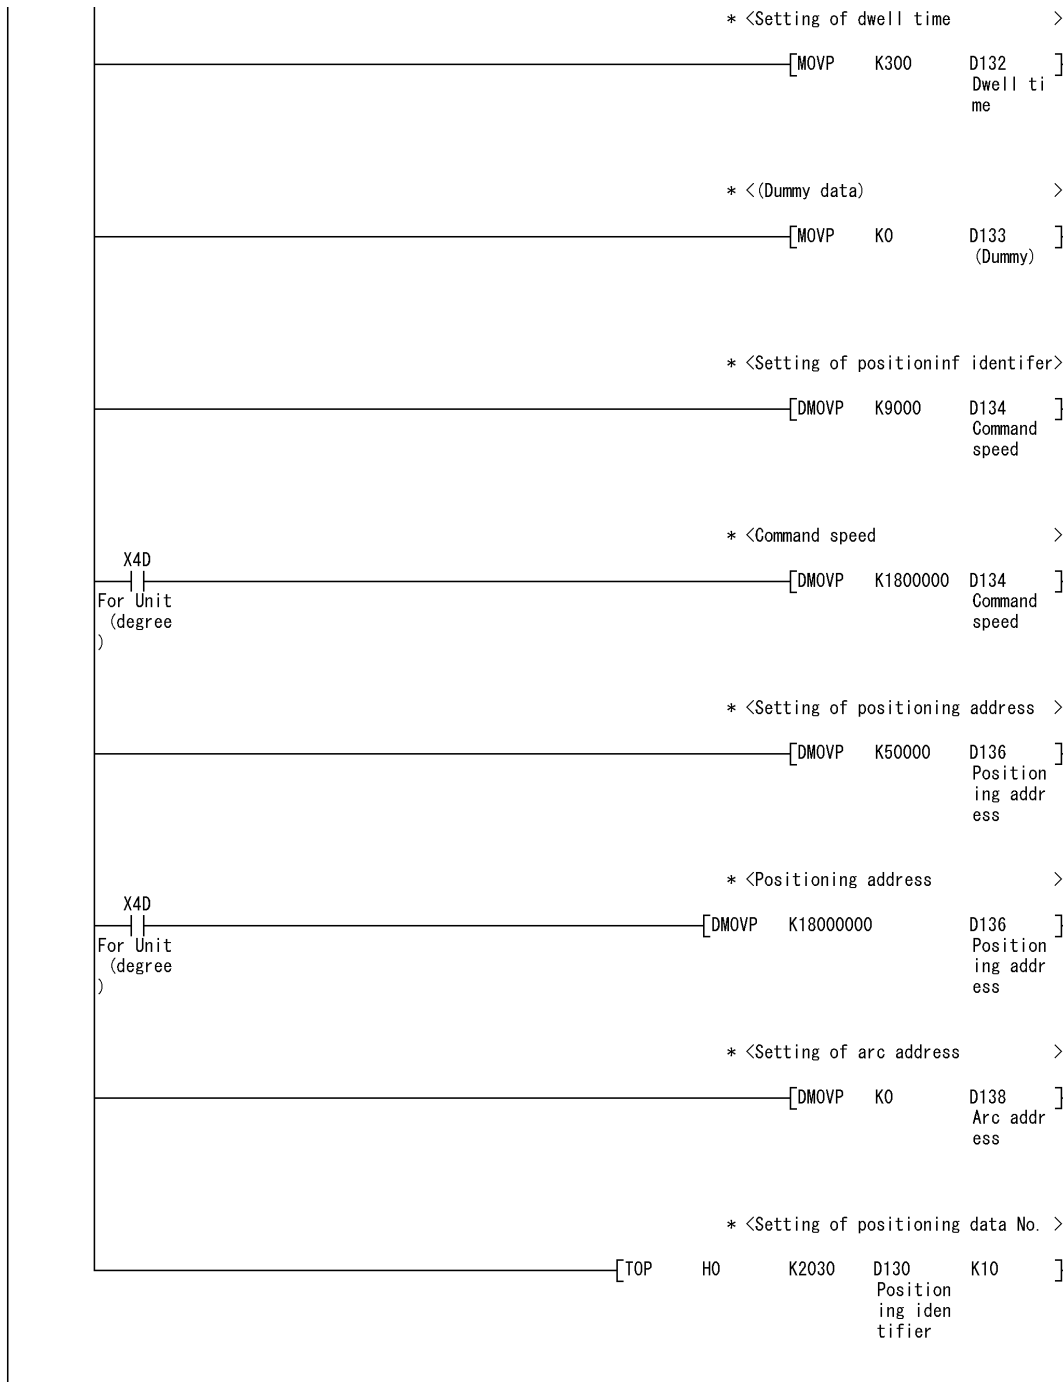 * <Setting of dwell time >
[MOVP K300 D132 ]
Dwell ti
me
* <(Dummy data) >
[MOVP K0 D133 ]
(Dummy)
* <Setting of positioninf identifer>
[DMOVP K9000 D134 ]
Command
speed
* <Command speed >
X4D
[DMOVP K1800000 D134 ]
For Unit
(degree
)
Command
speed
* <Setting of positioning address >
[DMOVP K50000 D136 ]
Position
ing addr
ess
* <Positioning address >
X4D
[DMOVP K18000000 D136 ]
For Unit
(degree
)
Position
ing addr
ess
* <Setting of arc address >
[DMOVP K0 D138 ]
Arc addr
ess
* <Setting of positioning data No. >
[TOP H0 K2030 D130 K10 ]
Position
ing iden
tifier